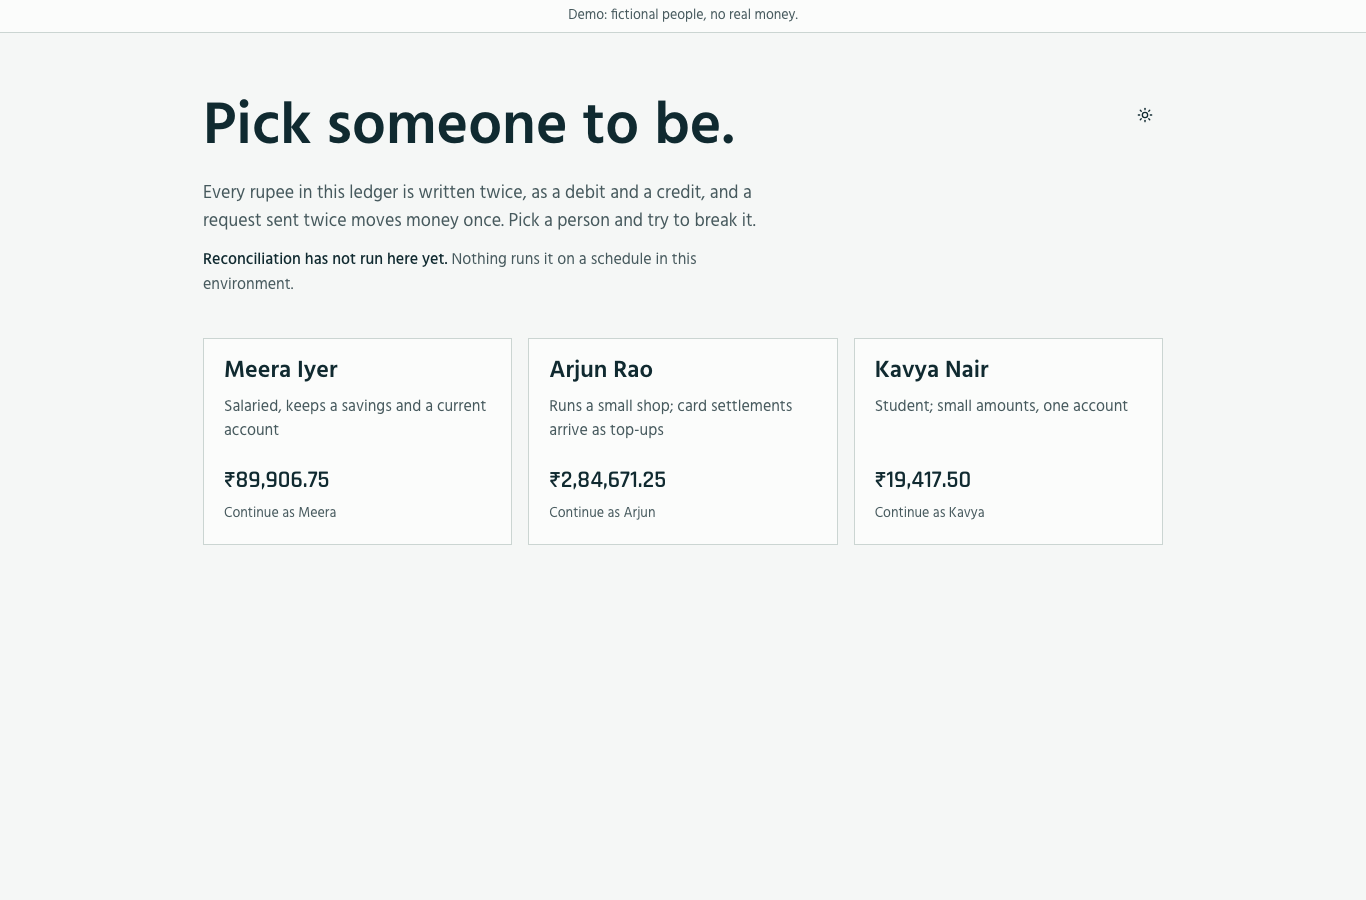 Demo: fictional people, no real money.
Pick someone to be.
Every rupee in this ledger is written twice, as a debit and a credit, and a
request sent twice moves money once. Pick a person and try to break it.
Reconciliation has not run here yet. Nothing runs it on a schedule in this
environment.
Meera Iyer
Salaried, keeps a savings and a current
account
₹89,906.75
Continue as Meera
Arjun Rao
Runs a small shop; card settlements
arrive as top-ups
₹2,84,671.25
Continue as Arjun
Kavya Nair
Student; small amounts, one account
₹19,417.50
Continue as Kavya